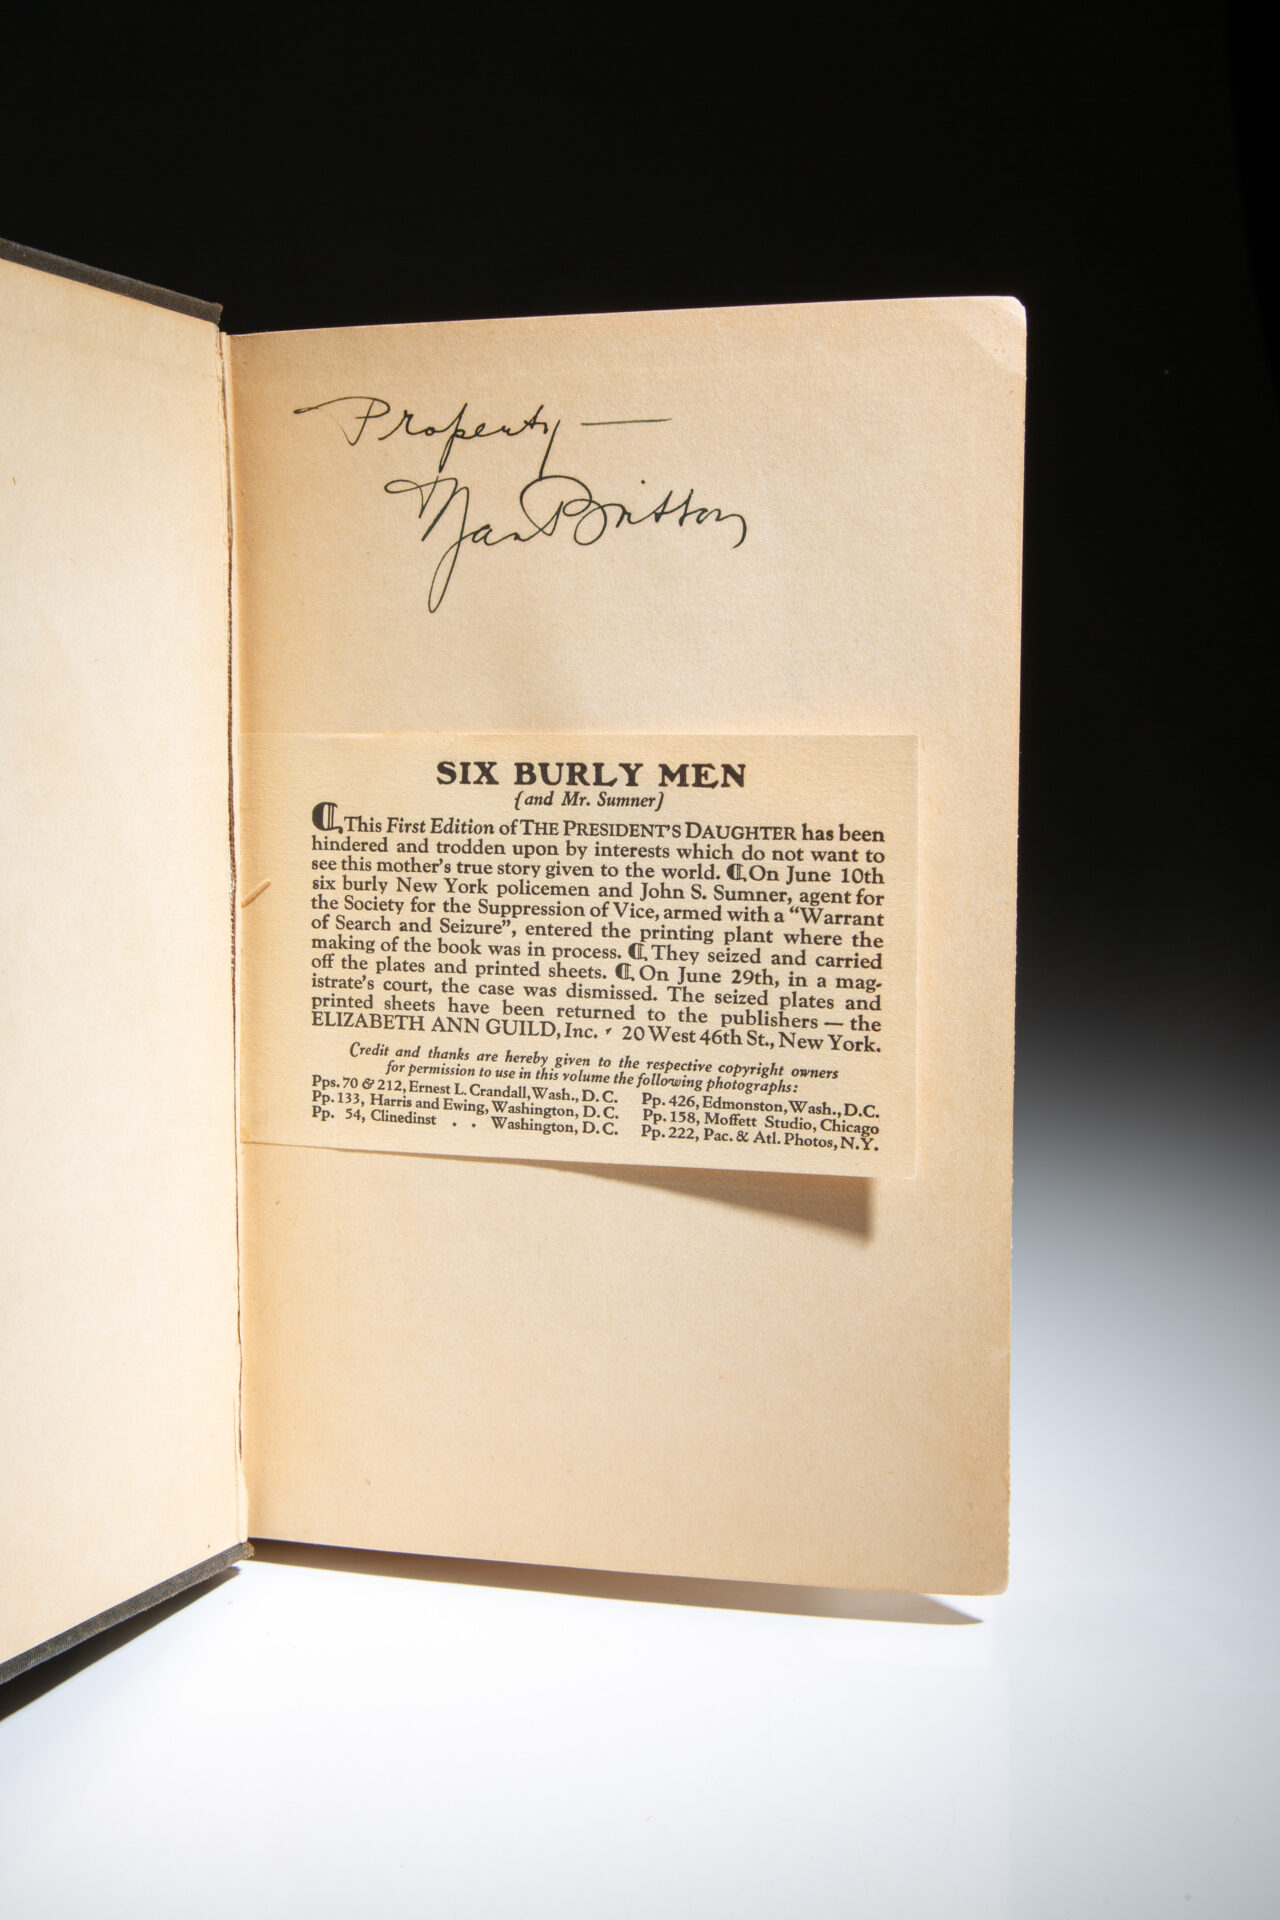 Property —
Nan Britton
SIX BURLY MEN
{and Mr. Sumner}
℄ This First Edition of THE PRESIDENT'S DAUGHTER has been
hindered and trodden upon by interests which do not want to
see this mother's true story given to the world. ℄ On June 10th
six burly New York policemen and John S. Sumner, agent for
the Society for the Suppression of Vice, armed with a "Warrant
of Search and Seizure", entered the printing plant where the
making of the book was in process. ℄ They seized and carried
off the plates and printed sheets. ℄ On June 29th, in a mag-
istrate's court, the case was dismissed. The seized plates and
printed sheets have been returned to the publishers — the
ELIZABETH ANN GUILD, Inc. ' 20 West 46th St., New York.
Credit and thanks are hereby given to the respective copyright owners
for permission to use in this volume the following photographs:
Pps. 70 & 212, Ernest L. Crandall, Wash., D. C.
Pp. 133, Harris and Ewing, Washington, D. C.
Pp. 54, Clinedinst . . Washington, D. C.
Pp. 426, Edmonston, Wash., D.C.
Pp. 158, Moffett Studio, Chicago
Pp. 222, Pac. & Atl. Photos, N.Y.